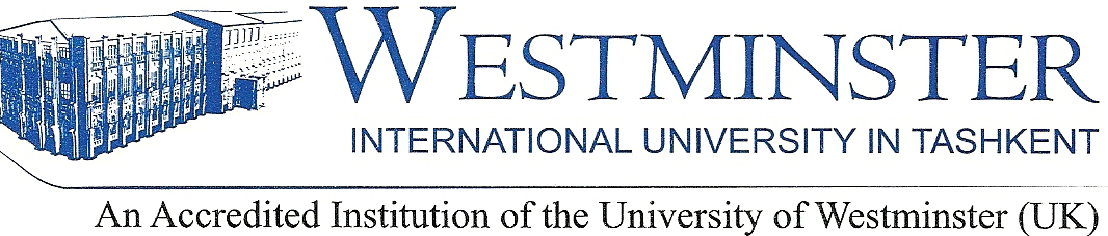 WESTMINSTER
INTERNATIONAL UNIVERSITY IN TASHKENT
An Accredited Institution of the University of Westminster (UK)